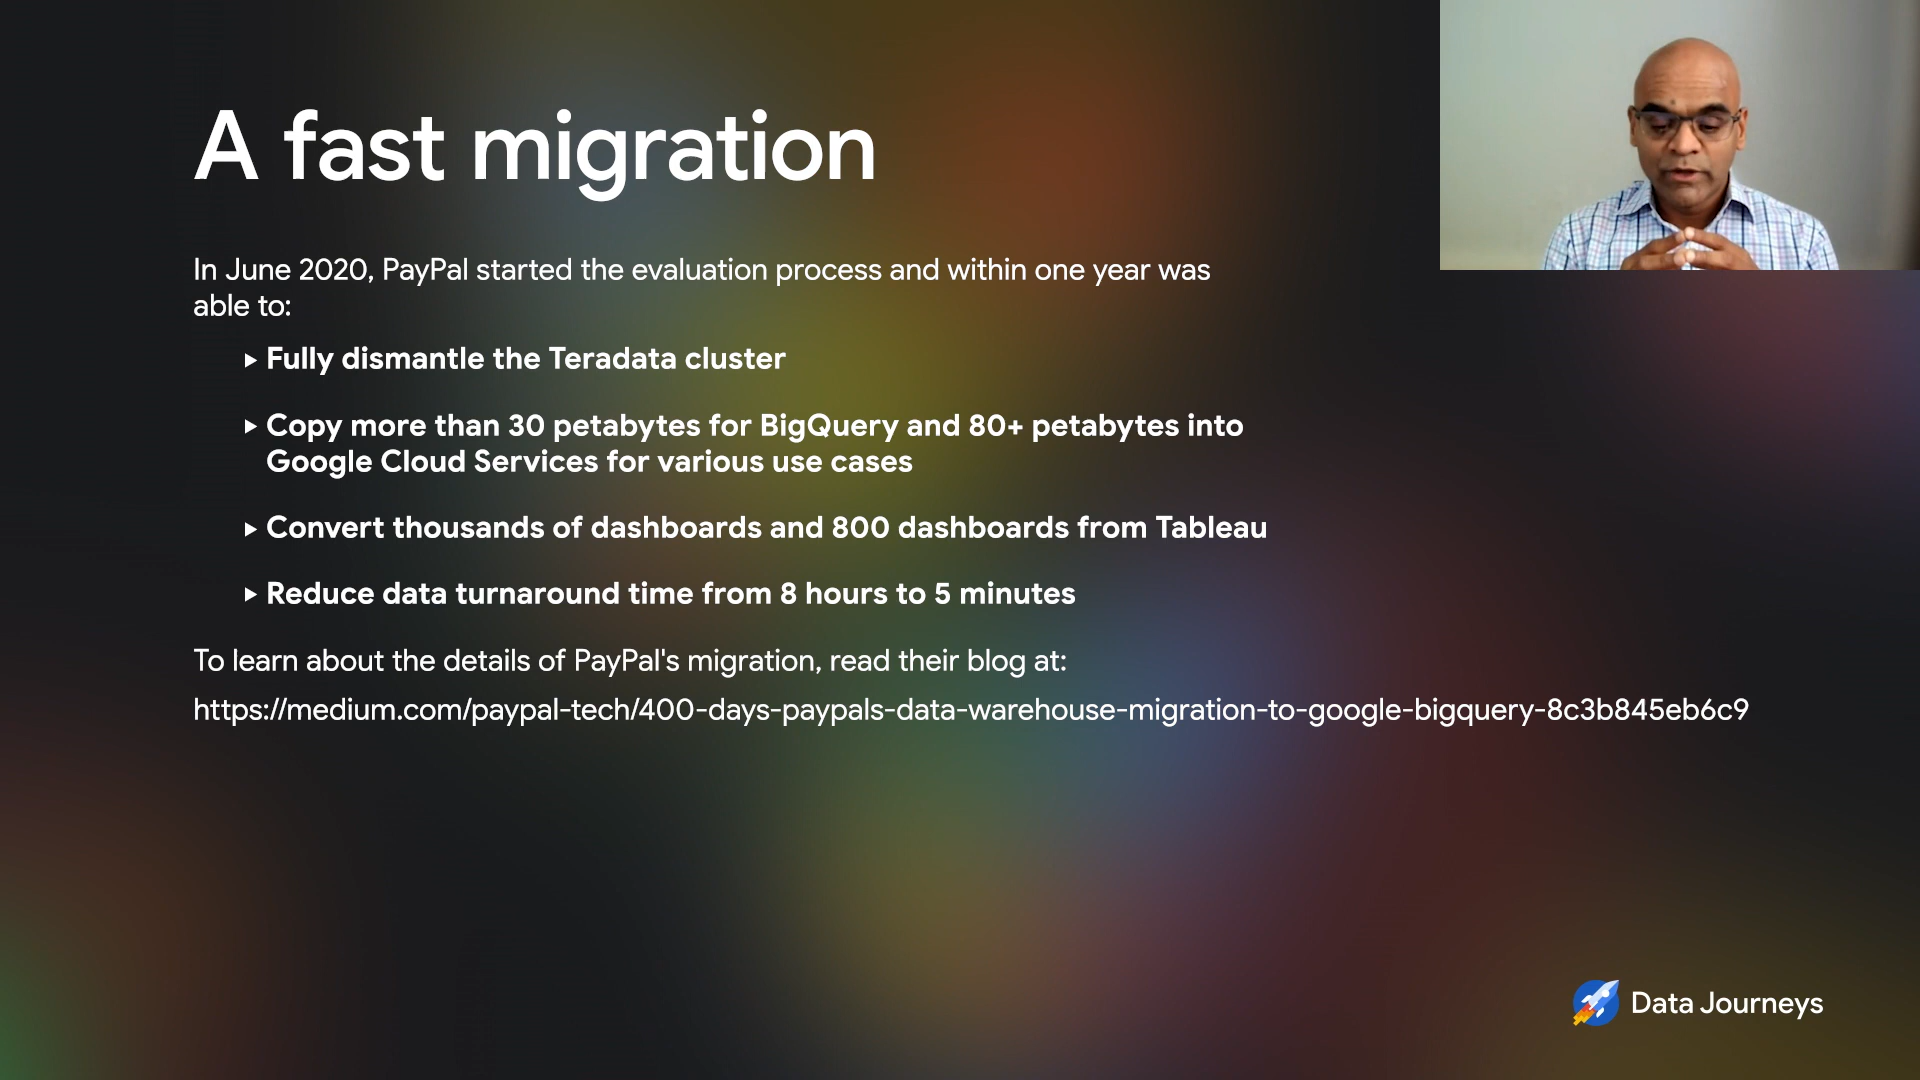 A fast migration
In June 2020, PayPal started the evaluation process and within one year was
able to:
▸ Fully dismantle the Teradata cluster
▸ Copy more than 30 petabytes for BigQuery and 80+ petabytes into
Google Cloud Services for various use cases
▸ Convert thousands of dashboards and 800 dashboards from Tableau
▸ Reduce data turnaround time from 8 hours to 5 minutes
To learn about the details of PayPal's migration, read their blog at:
https://medium.com/paypal-tech/400-days-paypals-data-warehouse-migration-to-google-bigquery-8c3b845eb6c9
Data Journeys